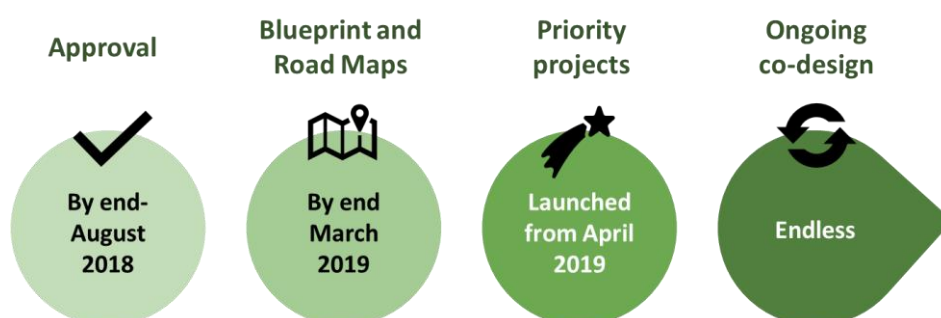 Approval
By end-
August
2018
Blueprint and
Road Maps
By end
March
2019
Priority
projects
Launched
from April
2019
Ongoing
co-design
Endless